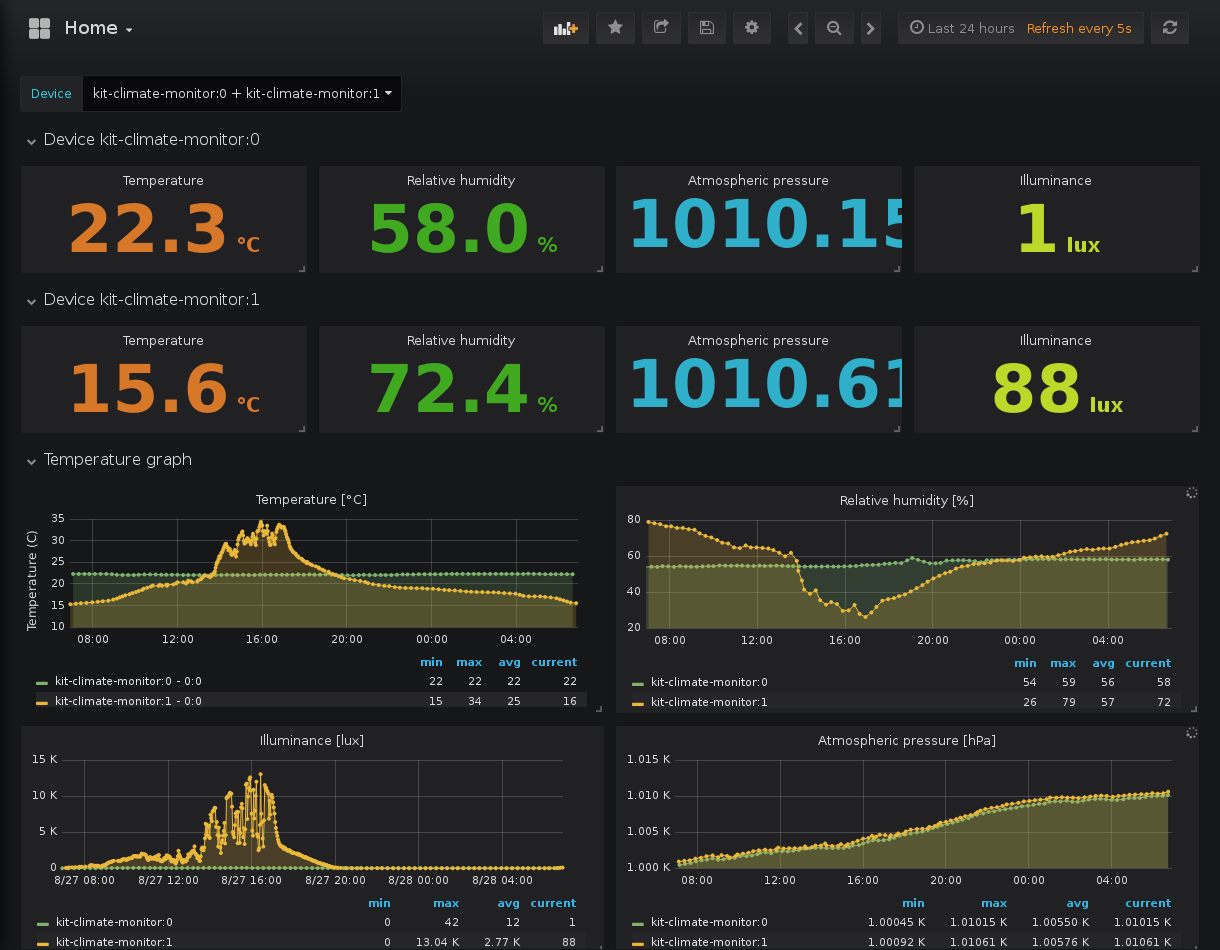 Home
Last 24 hours Refresh every 5s
Device kit-climate-monitor:0 + kit-climate-monitor:1
Device kit-climate-monitor:0
Temperature Relative humidity Atmospheric pressure Illuminance
22.3 °C 58.0 % 1010.15 1 lux
Device kit-climate-monitor:1
Temperature Relative humidity Atmospheric pressure Illuminance
15.6 °C 72.4 % 1010.61 88 lux
Temperature graph
Temperature [°C]
Temperature (C)
35
30
25
20
15
10
08:00 12:00 16:00 20:00 00:00 04:00
min max avg current
kit-climate-monitor:0 - 0:0 22 22 22 22
kit-climate-monitor:1 - 0:0 15 34 25 16
Relative humidity [%]
80
60
40
20
08:00 12:00 16:00 20:00 00:00 04:00
min max avg current
kit-climate-monitor:0 54 59 56 58
kit-climate-monitor:1 26 79 57 72
Illuminance [lux]
15 K
10 K
5 K
0
8/27 08:00 8/27 12:00 8/27 16:00 8/27 20:00 8/28 00:00 8/28 04:00
min max avg current
kit-climate-monitor:0 0 42 12 1
kit-climate-monitor:1 0 13.04 K 2.77 K 88
Atmospheric pressure [hPa]
1.015 K
1.010 K
1.005 K
1.000 K
08:00 12:00 16:00 20:00 00:00 04:00
min max avg current
kit-climate-monitor:0 1.00045 K 1.01015 K 1.00550 K 1.01015 K
kit-climate-monitor:1 1.00092 K 1.01061 K 1.00576 K 1.01061 K